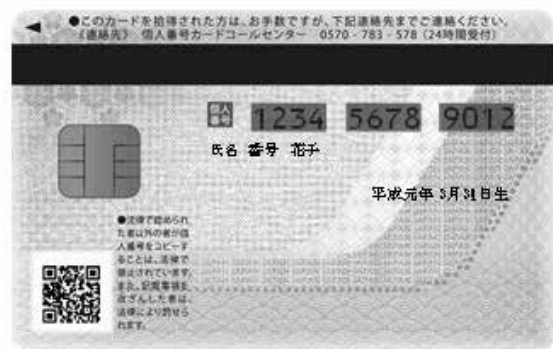 ●このカードを拾得された方は、お手数ですが、下記連絡先までご連絡ください。
《連絡先》 個人番号カードコールセンター 0570-783-578（24時間受付）
個人番号 1234 5678 9012
氏名 番号 花子
平成元年 3月31日生
●法律で認められ
た者以外の者が個
人番号をコピーす
ることは、法律で
禁止されています。
また、記載事項を
改ざんした者は、
法律により罰せら
れます。